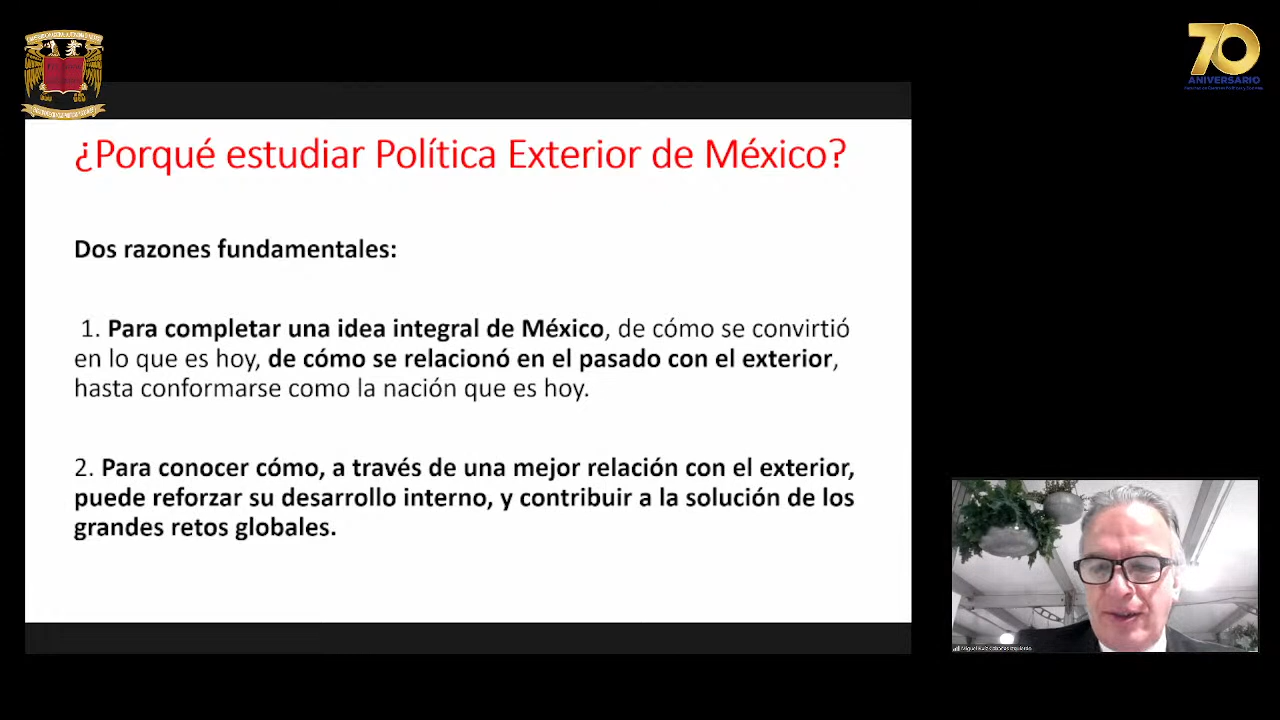 70
ANIVERSARIO
¿Porqué estudiar Política Exterior de México?
Dos razones fundamentales:
1. Para completar una idea integral de México, de cómo se convirtió
en lo que es hoy, de cómo se relacionó en el pasado con el exterior,
hasta conformarse como la nación que es hoy.
2. Para conocer cómo, a través de una mejor relación con el exterior,
puede reforzar su desarrollo interno, y contribuir a la solución de los
grandes retos globales.